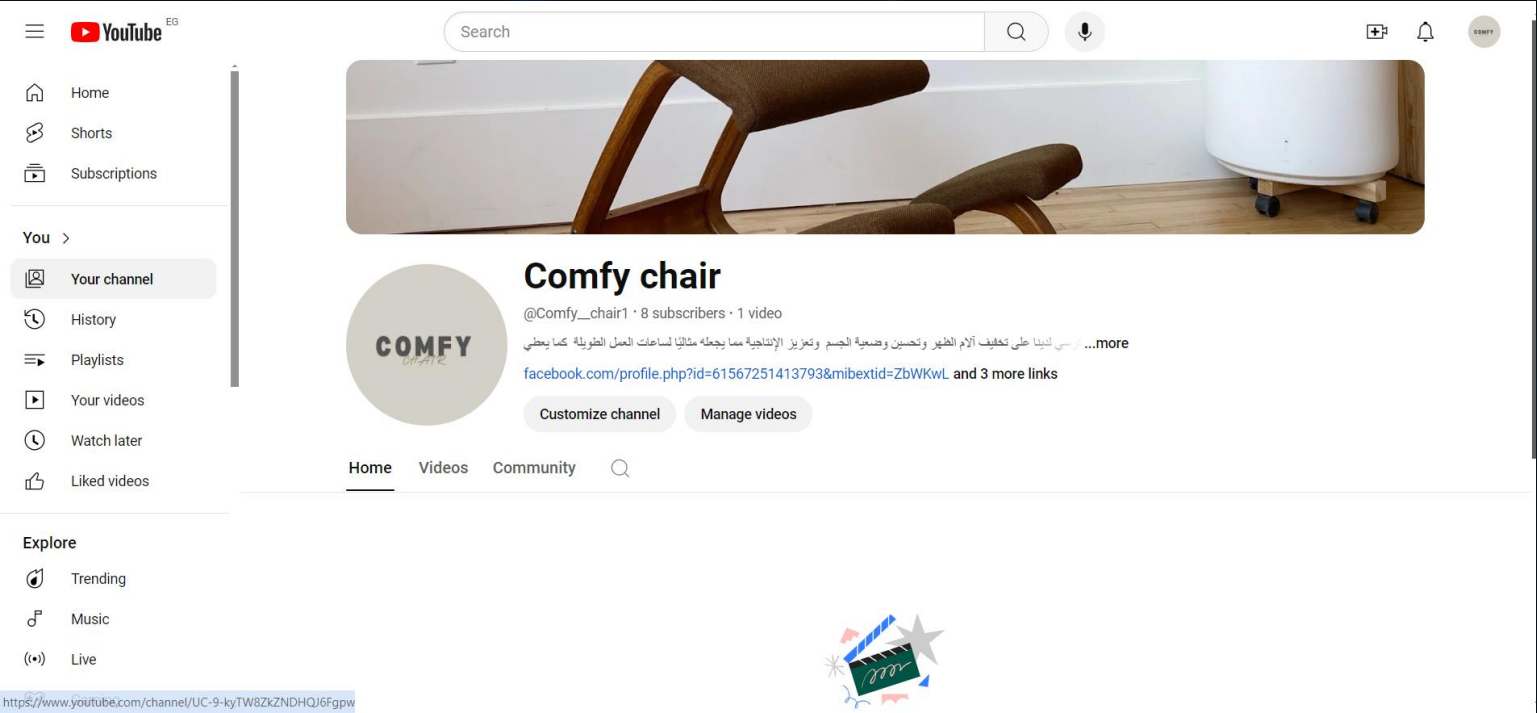 YouTube EG
Search
COMFY
Home
Shorts
Subscriptions
You
Your channel
History
Playlists
Your videos
Watch later
Liked videos
Explore
Trending
Music
Live
https://www.youtube.com/channel/UC-9-kyTW8ZkZNDHQJ6Fgpw
COMFY
CHAIR
Comfy chair
@Comfy__chair1 · 8 subscribers · 1 video
لدينا على تخفيف آلام الظهر وتحسين وضعية الجسم وتعزيز الإنتاجية مما يجعله مثاليًا لساعات العمل الطويلة كما يعطي ...more
facebook.com/profile.php?id=61567251413793&mibextid=ZbWKwL and 3 more links
Customize channel Manage videos
Home Videos Community